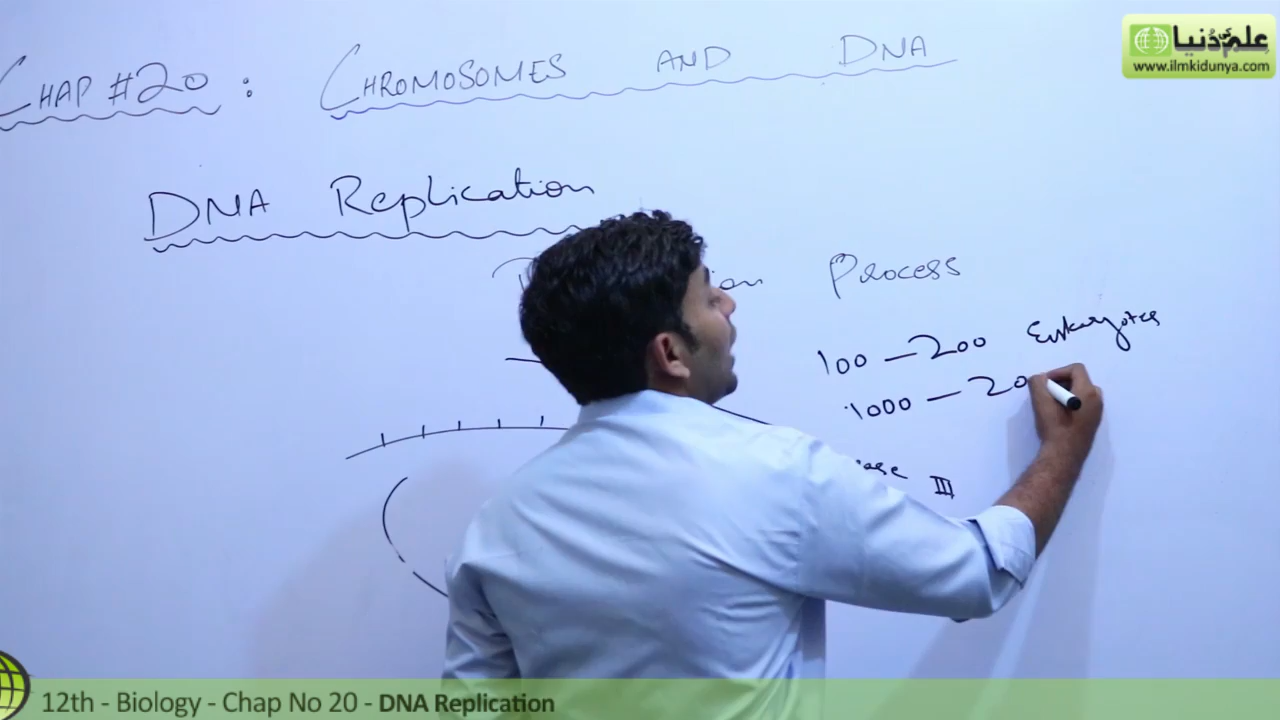 علم کی دنیا
www.ilmkidunya.com
CHAP #20 : CHROMOSOMES AND DNA
DNA Replication
Process
100 – 200 Eukaryotes
1000 – 20
III
12th - Biology - Chap No 20 - DNA Replication